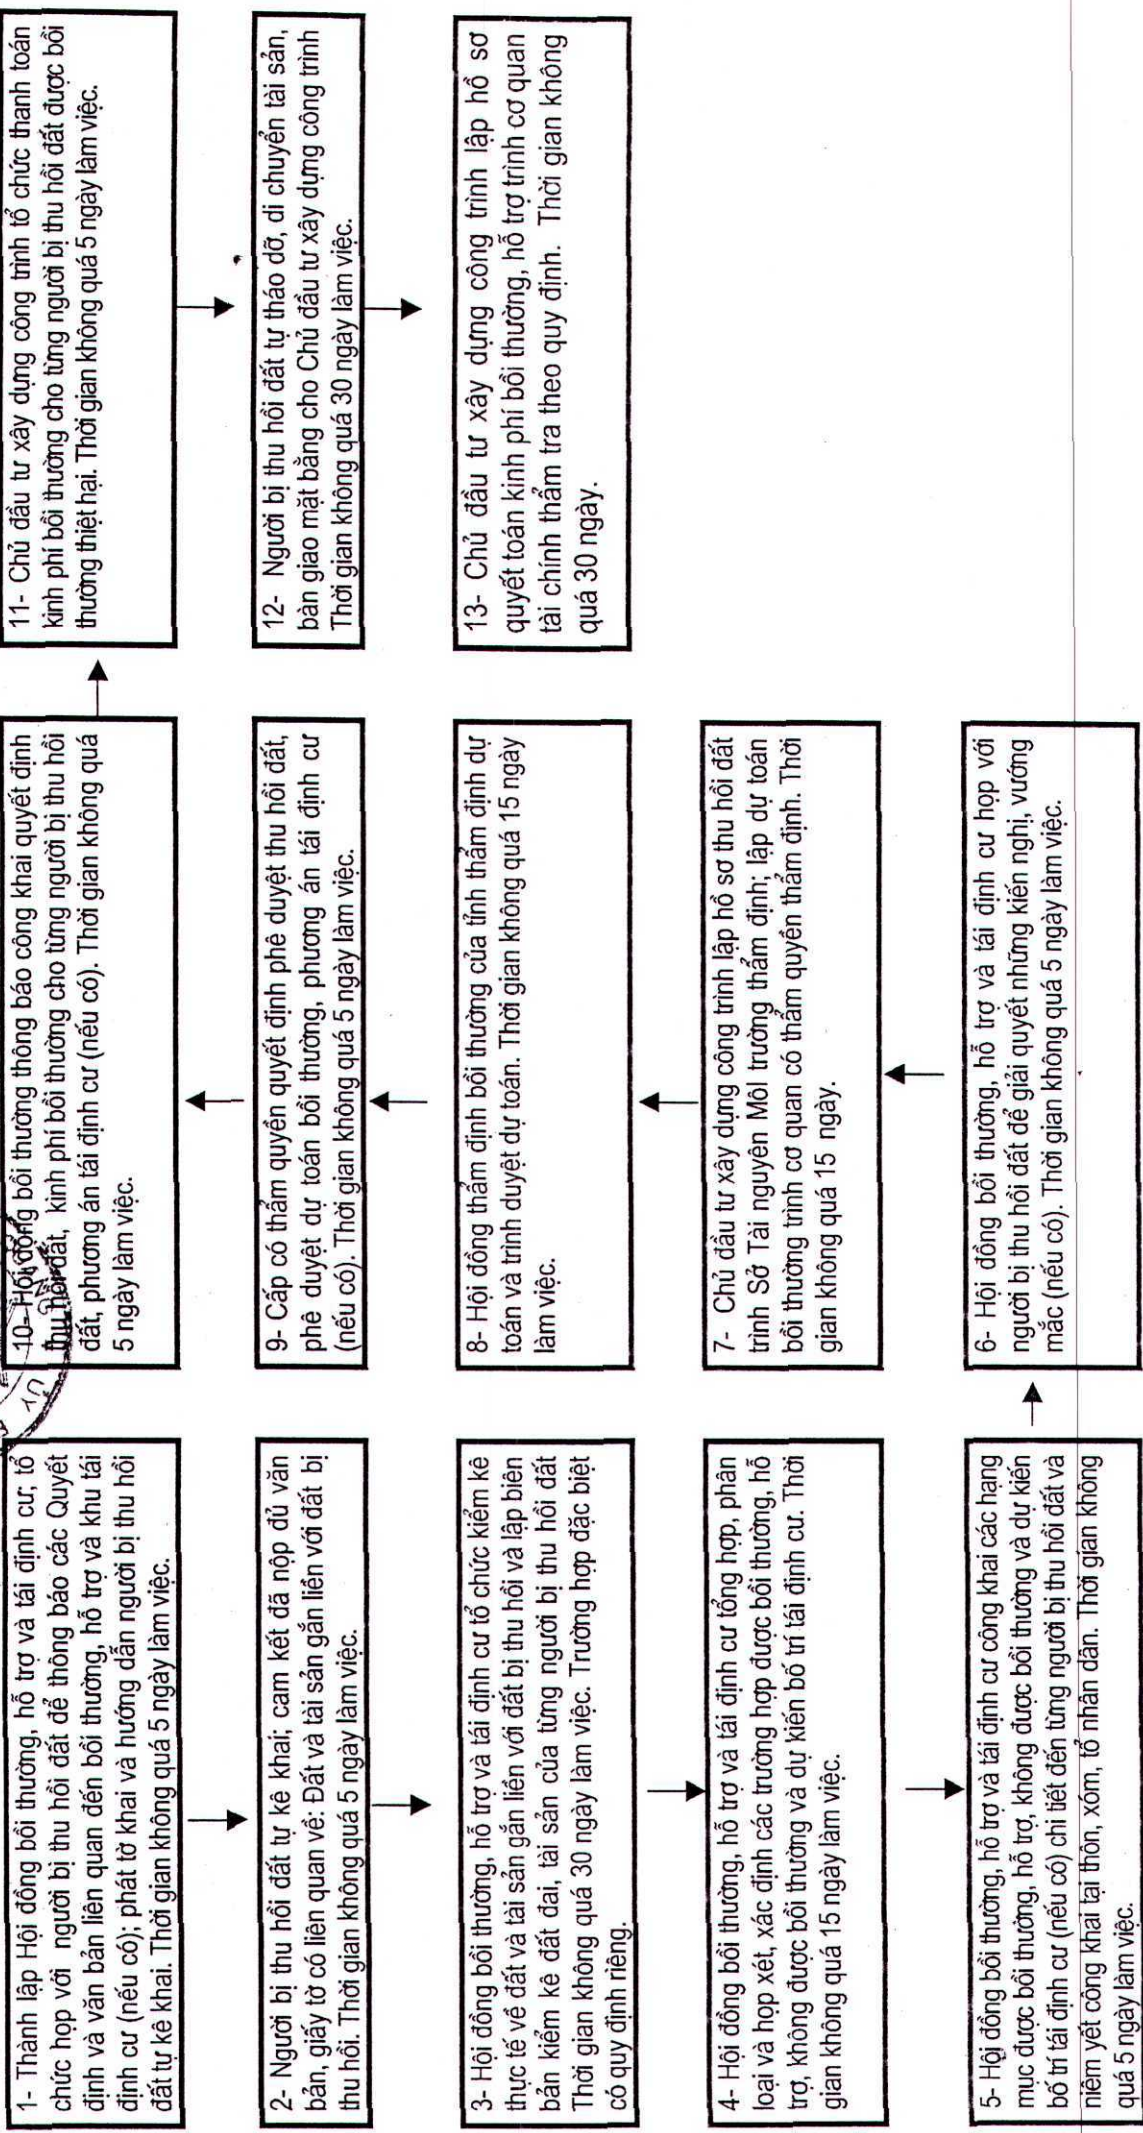 1- Thành lập Hội đồng bồi thường, hỗ trợ và tái định cư; tổ
chức họp với người bị thu hồi đất để thông báo các Quyết
định và văn bản liên quan đến bồi thường, hỗ trợ và khu tái
định cư (nếu có); phát tờ khai và hướng dẫn người bị thu hồi
đất tự kê khai. Thời gian không quá 5 ngày làm việc.
2- Người bị thu hồi đất tự kê khai; cam kết đã nộp đủ văn
bản, giấy tờ có liên quan về: Đất và tài sản gắn liền với đất bị
thu hồi. Thời gian không quá 5 ngày làm việc.
3- Hội đồng bồi thường, hỗ trợ và tái định cư tổ chức kiểm kê
thực tế về đất và tài sản gắn liền với đất bị thu hồi và lập biên
bản kiểm kê đất đai, tài sản của từng người bị thu hồi đất
Thời gian không quá 30 ngày làm việc. Trường hợp đặc biệt
có quy định riêng.
4- Hội đồng bồi thường, hỗ trợ và tái định cư tổng hợp, phân
loại và họp xét, xác định các trường hợp được bồi thường, hỗ
trợ, không được bồi thường và dự kiến bố trí tái định cư. Thời
gian không quá 15 ngày làm việc.
5- Hội đồng bồi thường, hỗ trợ và tái định cư công khai các hạng
mục được bồi thường, hỗ trợ, không được bồi thường và dự kiến
bố trí tái định cư (nếu có) chi tiết đến từng người bị thu hồi đất và
niêm yết công khai tại thôn, xóm, tổ nhân dân. Thời gian không
quá 5 ngày làm việc.
6- Hội đồng bồi thường, hỗ trợ và tái định cư họp với
người bị thu hồi đất để giải quyết những kiến nghị, vướng
mắc (nếu có). Thời gian không quá 5 ngày làm việc.
7- Chủ đầu tư xây dựng công trình lập hồ sơ thu hồi đất
trình Sở Tài nguyên Môi trường thẩm định; lập dự toán
bồi thường trình cơ quan có thẩm quyền thẩm định. Thời
gian không quá 15 ngày.
8- Hội đồng thẩm định bồi thường của tỉnh thẩm định dự
toán và trình duyệt dự toán. Thời gian không quá 15 ngày
làm việc.
9- Cấp có thẩm quyền quyết định phê duyệt thu hồi đất,
phê duyệt dự toán bồi thường, phương án tái định cư
(nếu có). Thời gian không quá 5 ngày làm việc.
10- Hội đồng bồi thường thông báo công khai quyết định
thu hồi đất, kinh phí bồi thường cho từng người bị thu hồi
đất, phương án tái định cư (nếu có). Thời gian không quá
5 ngày làm việc.
11- Chủ đầu tư xây dựng công trình tổ chức thanh toán
kinh phí bồi thường cho từng người bị thu hồi đất được bồi
thường thiệt hại. Thời gian không quá 5 ngày làm việc.
12- Người bị thu hồi đất tự tháo dỡ, di chuyển tài sản,
bàn giao mặt bằng cho Chủ đầu tư xây dựng công trình
Thời gian không quá 30 ngày làm việc.
13- Chủ đầu tư xây dựng công trình lập hồ sơ
quyết toán kinh phí bồi thường, hỗ trợ trình cơ quan
tài chính thẩm tra theo quy định. Thời gian không
quá 30 ngày.